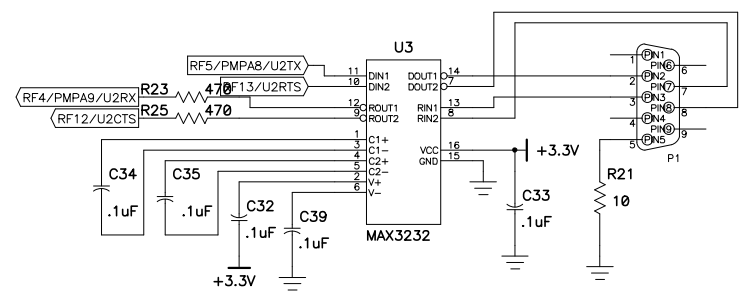 U3
RF5/PMPA8/U2TX
RF13/U2RTS
R23
470
RF4/PMPA9/U2RX
R25
470
RF12/U2CTS
11 DIN1 DOUT1 14
10 DIN2 DOUT2 7
12 ROUT1 RIN1 13
9 ROUT2 RIN2 8
1 C1+
3 C1- VCC 16
4 C2+ GND 15
5 C2-
2 V+
6 V-
MAX3232
+3.3V
C34
.1uF
C35
.1uF
C32
.1uF
+3.3V
C39
.1uF
C33
.1uF
R21
10
1 PIN1
PIN6 6
2 PIN2
PIN7 7
3 PIN3
PIN8 8
4 PIN4
PIN9 9
5 PIN5
P1